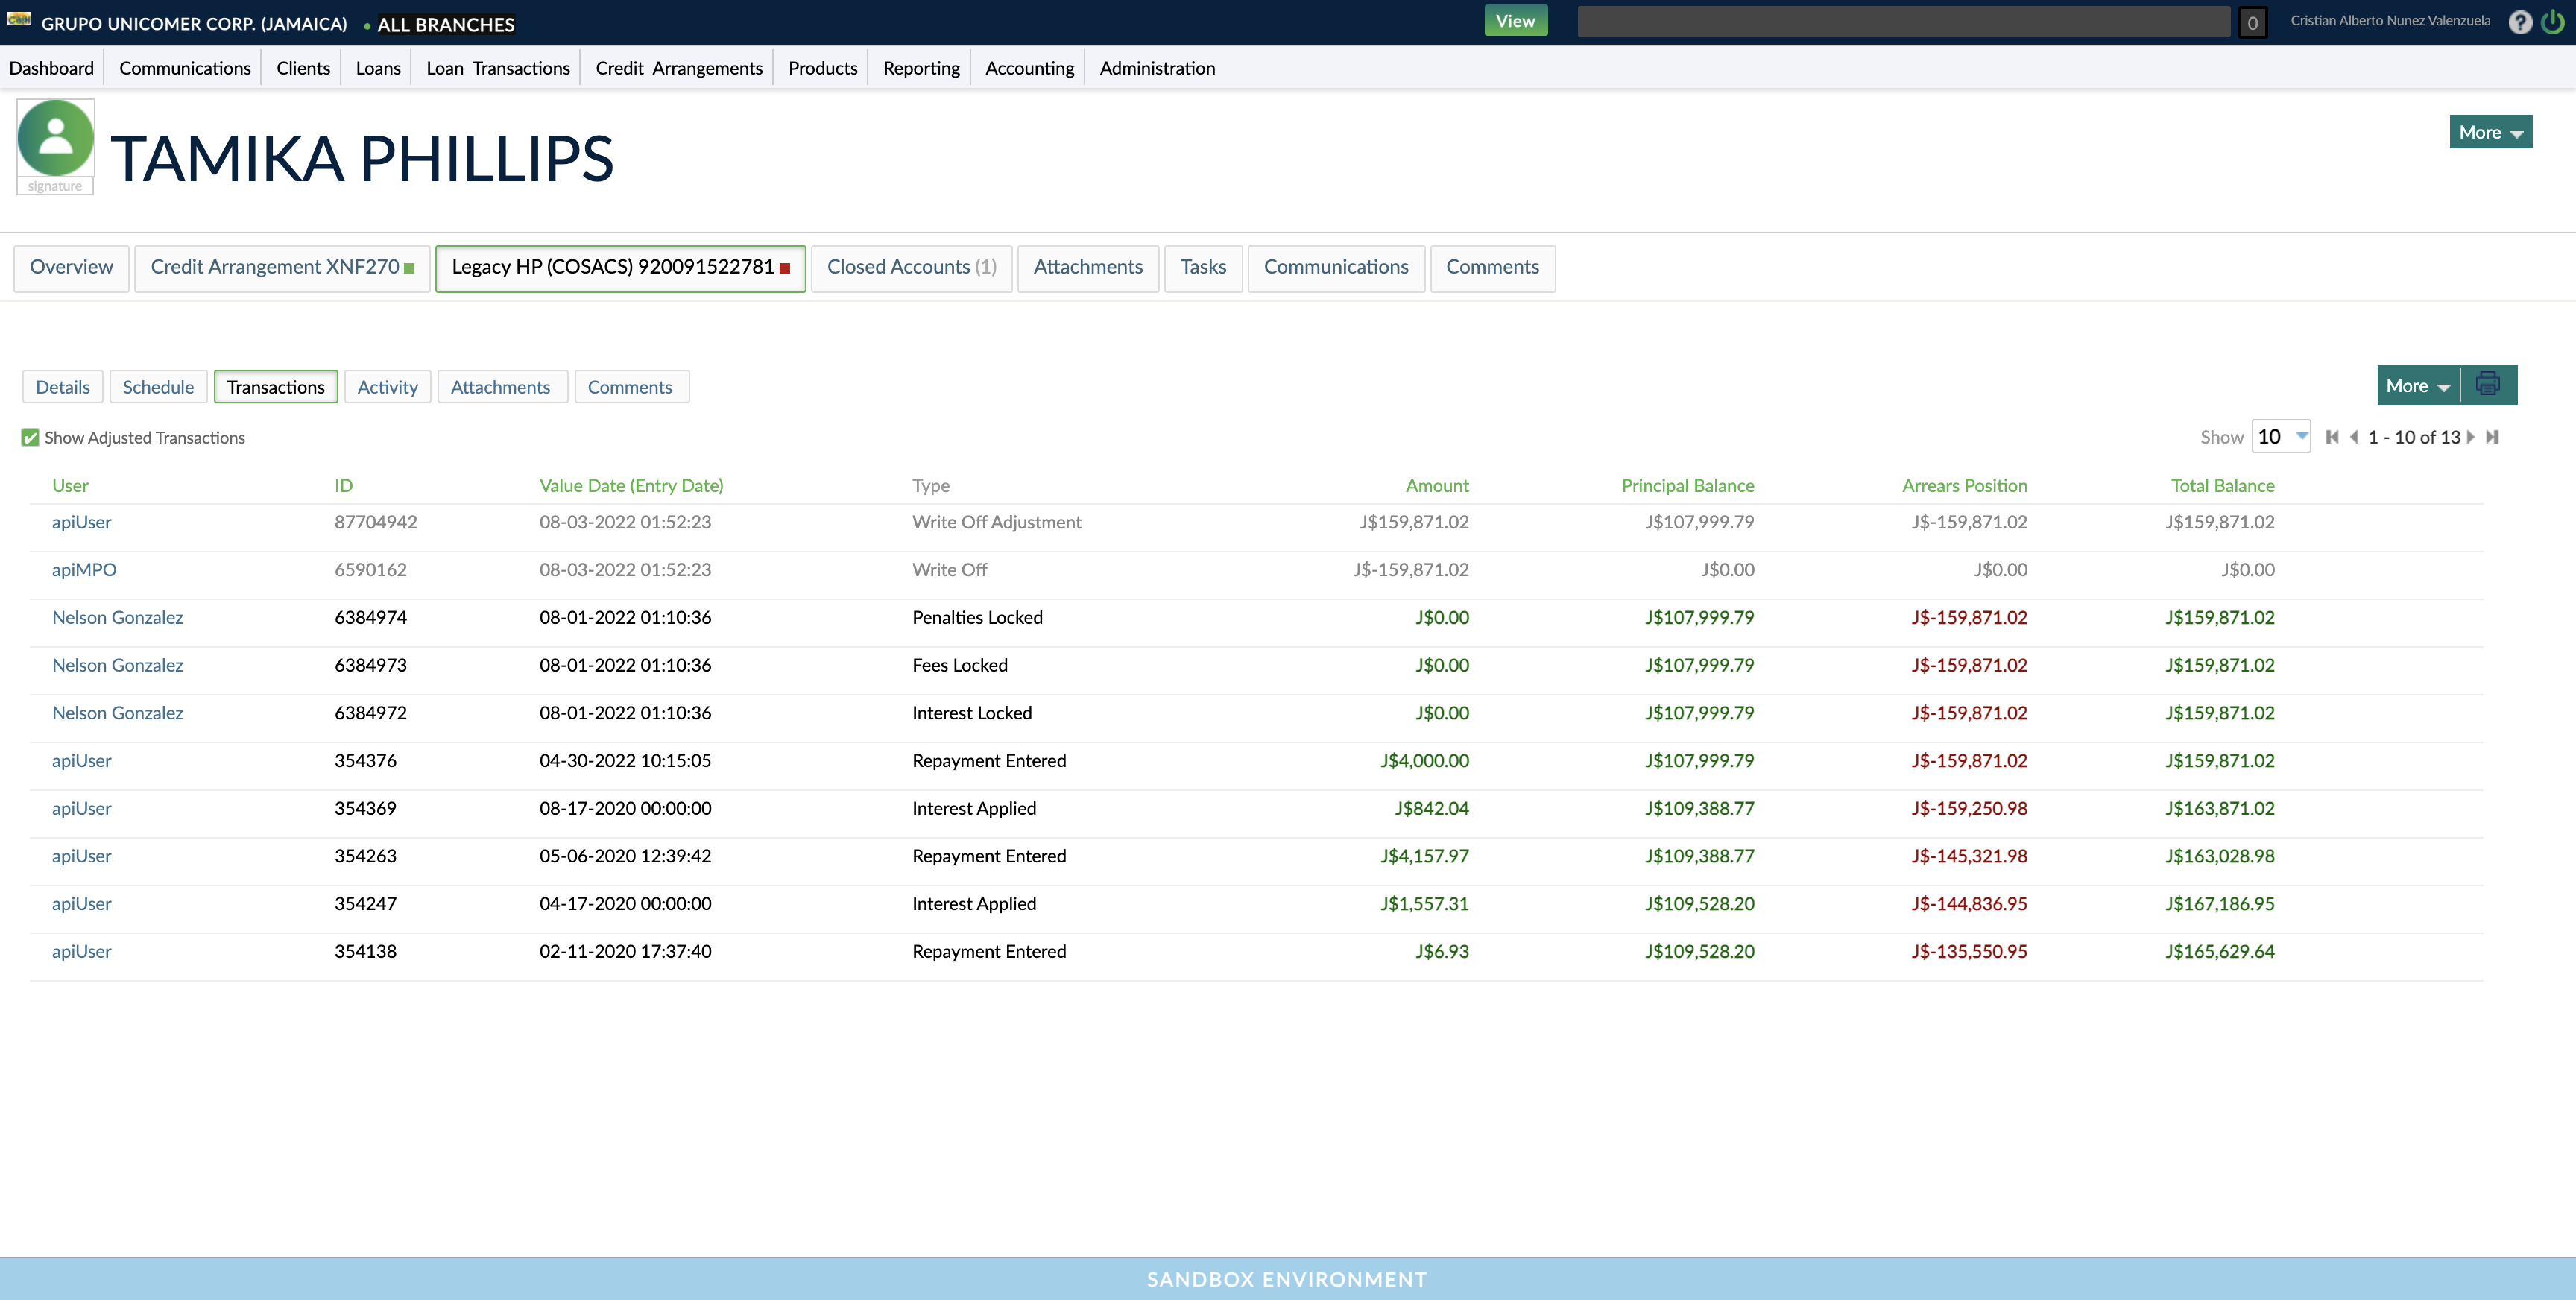 GRUPO UNICOMER CORP. (JAMAICA) • ALL BRANCHES View 0 Cristian Alberto Nunez Valenzuela ?
Dashboard Communications Clients Loans Loan Transactions Credit Arrangements Products Reporting Accounting Administration
signature
TAMIKA PHILLIPS
More
Overview Credit Arrangement XNF270 Legacy HP (COSACS) 920091522781 Closed Accounts (1) Attachments Tasks Communications Comments
Details Schedule Transactions Activity Attachments Comments More
Show Adjusted Transactions Show 10 1 - 10 of 13
User ID Value Date (Entry Date) Type Amount Principal Balance Arrears Position Total Balance
apiUser 87704942 08-03-2022 01:52:23 Write Off Adjustment J$159,871.02 J$107,999.79 J$-159,871.02 J$159,871.02
apiMPO 6590162 08-03-2022 01:52:23 Write Off J$-159,871.02 J$0.00 J$0.00 J$0.00
Nelson Gonzalez 6384974 08-01-2022 01:10:36 Penalties Locked J$0.00 J$107,999.79 J$-159,871.02 J$159,871.02
Nelson Gonzalez 6384973 08-01-2022 01:10:36 Fees Locked J$0.00 J$107,999.79 J$-159,871.02 J$159,871.02
Nelson Gonzalez 6384972 08-01-2022 01:10:36 Interest Locked J$0.00 J$107,999.79 J$-159,871.02 J$159,871.02
apiUser 354376 04-30-2022 10:15:05 Repayment Entered J$4,000.00 J$107,999.79 J$-159,871.02 J$159,871.02
apiUser 354369 08-17-2020 00:00:00 Interest Applied J$842.04 J$109,388.77 J$-159,250.98 J$163,871.02
apiUser 354263 05-06-2020 12:39:42 Repayment Entered J$4,157.97 J$109,388.77 J$-145,321.98 J$163,028.98
apiUser 354247 04-17-2020 00:00:00 Interest Applied J$1,557.31 J$109,528.20 J$-144,836.95 J$167,186.95
apiUser 354138 02-11-2020 17:37:40 Repayment Entered J$6.93 J$109,528.20 J$-135,550.95 J$165,629.64
SANDBOX ENVIRONMENT